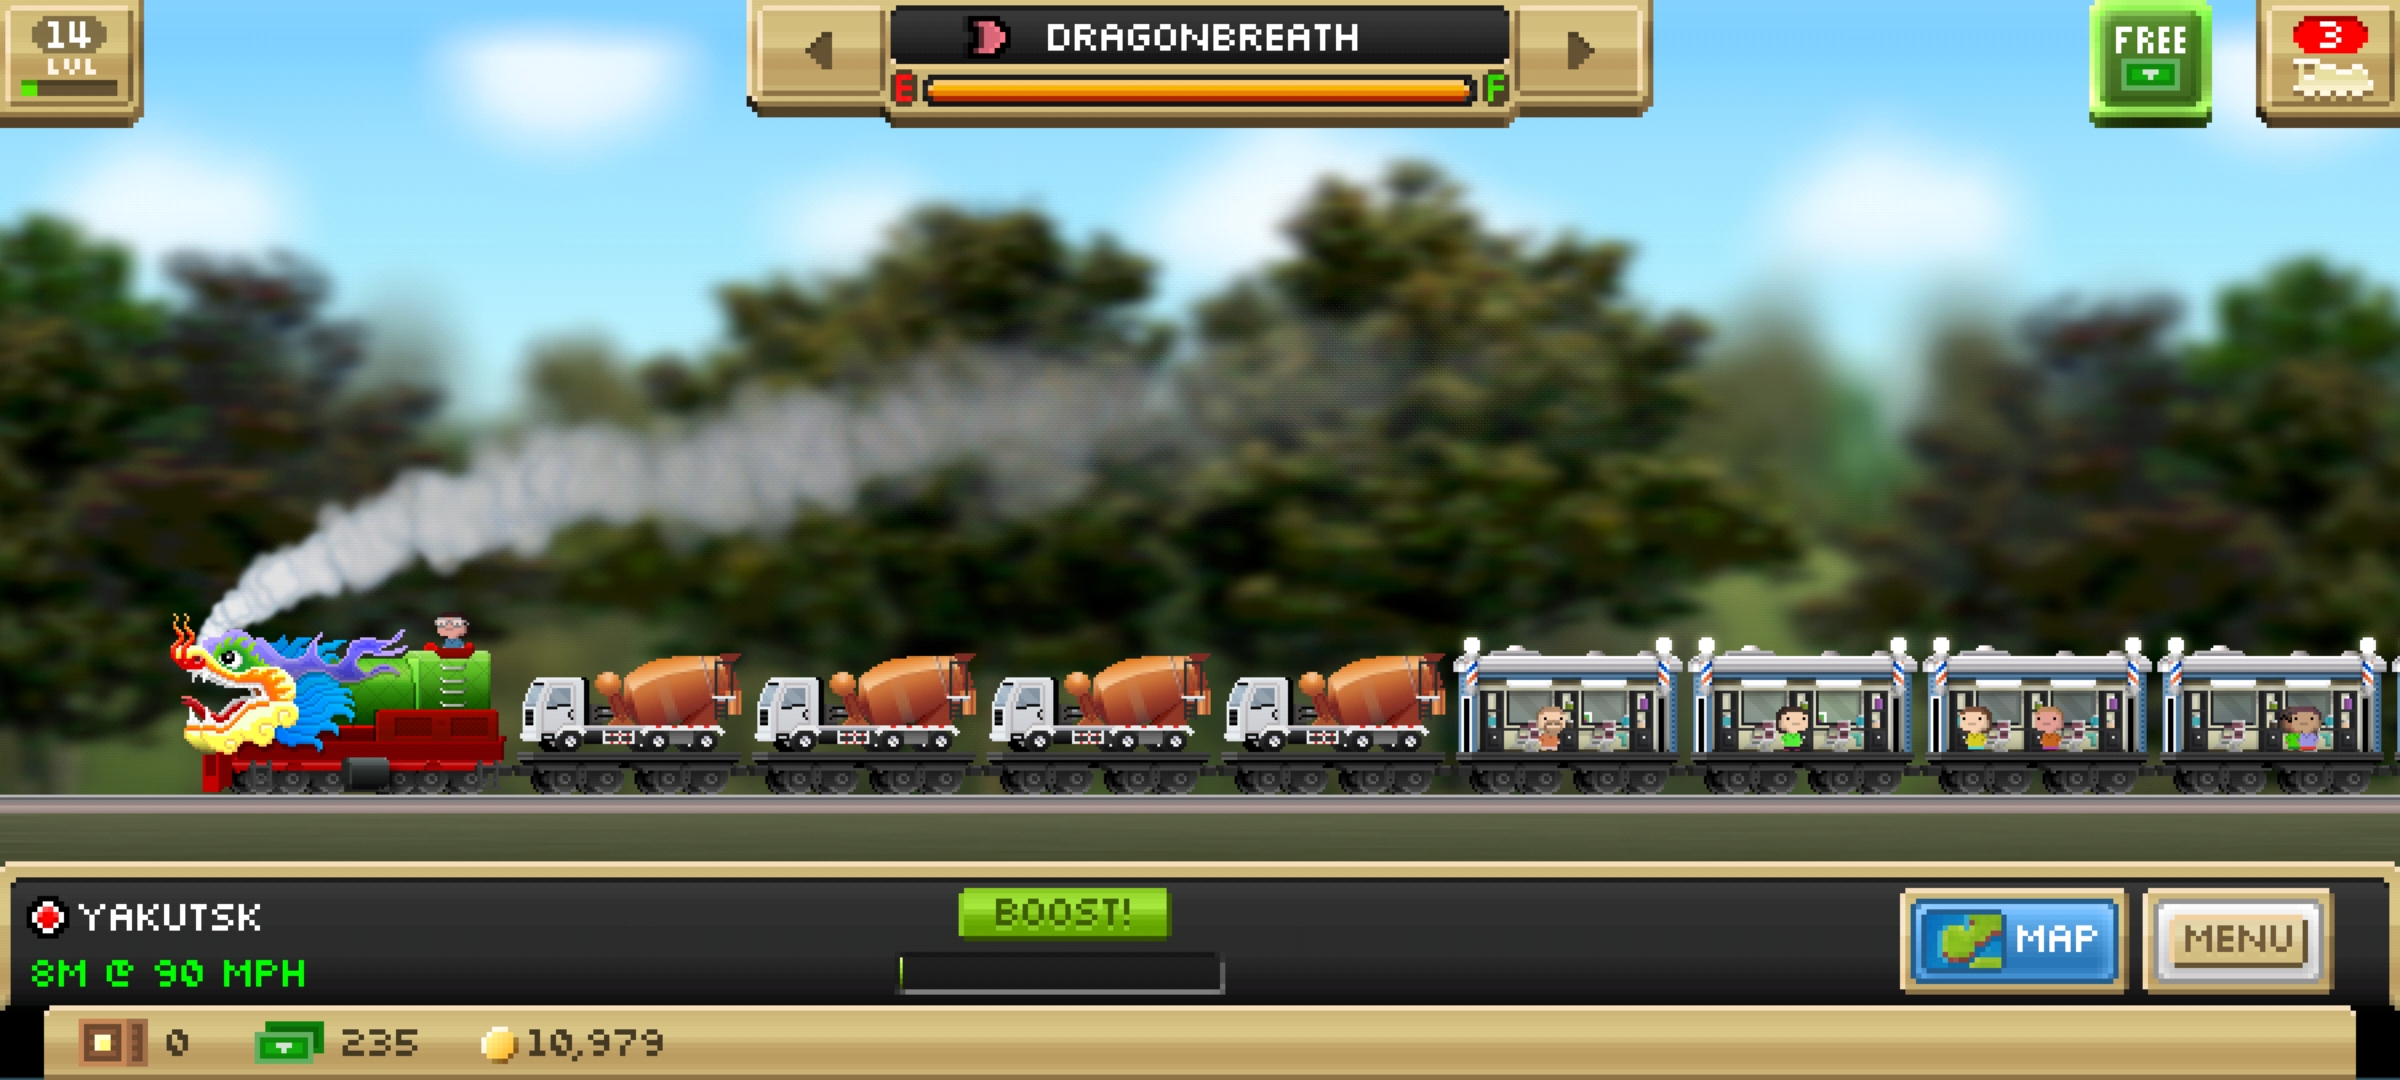 14
LVL
DRAGONBREATH
E F
FREE
3
YAKUTSK
8M @ 90 MPH
BOOST!
MAP
MENU
0
235
10,979